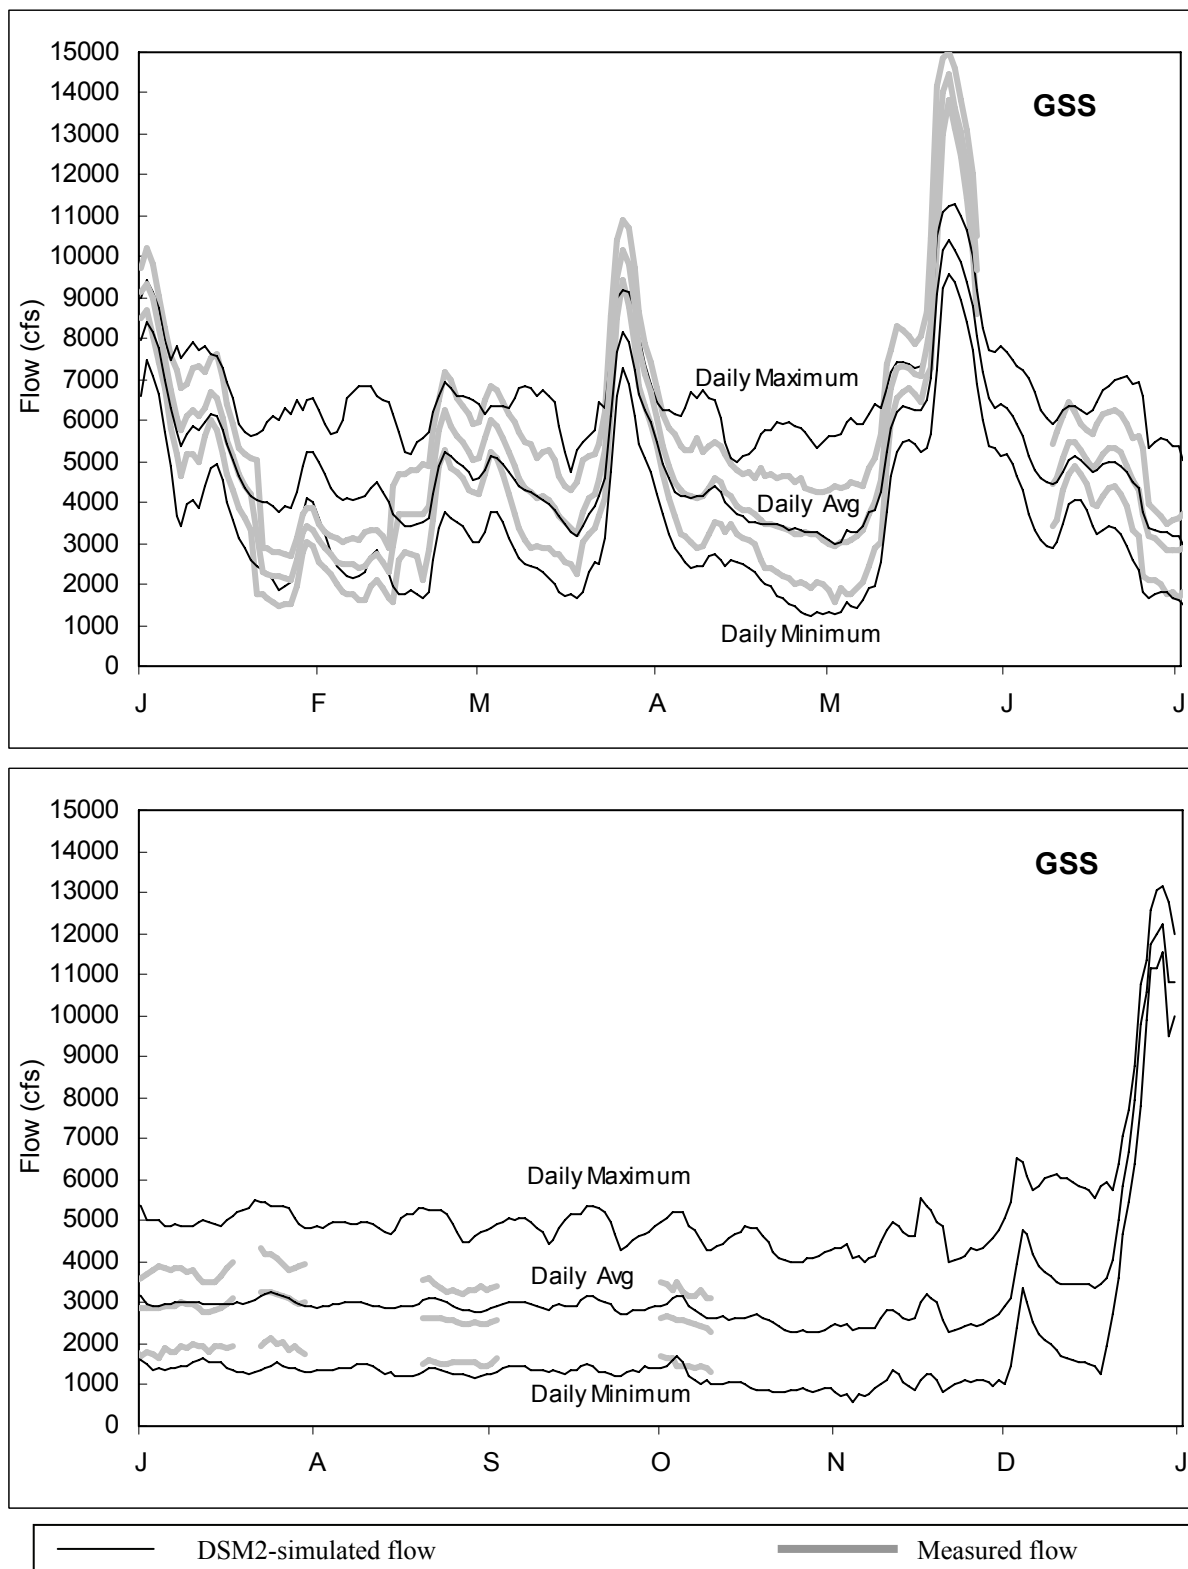 15000
14000
13000
12000
11000
10000
9000
8000
7000
6000
5000
4000
3000
2000
1000
0
Flow (cfs)
GSS
Daily Maximum
Daily Avg
Daily Minimum
J F M A M J J
15000
14000
13000
12000
11000
10000
9000
8000
7000
6000
5000
4000
3000
2000
1000
0
Flow (cfs)
GSS
Daily Maximum
Daily Avg
Daily Minimum
J A S O N D J
DSM2-simulated flow Measured flow